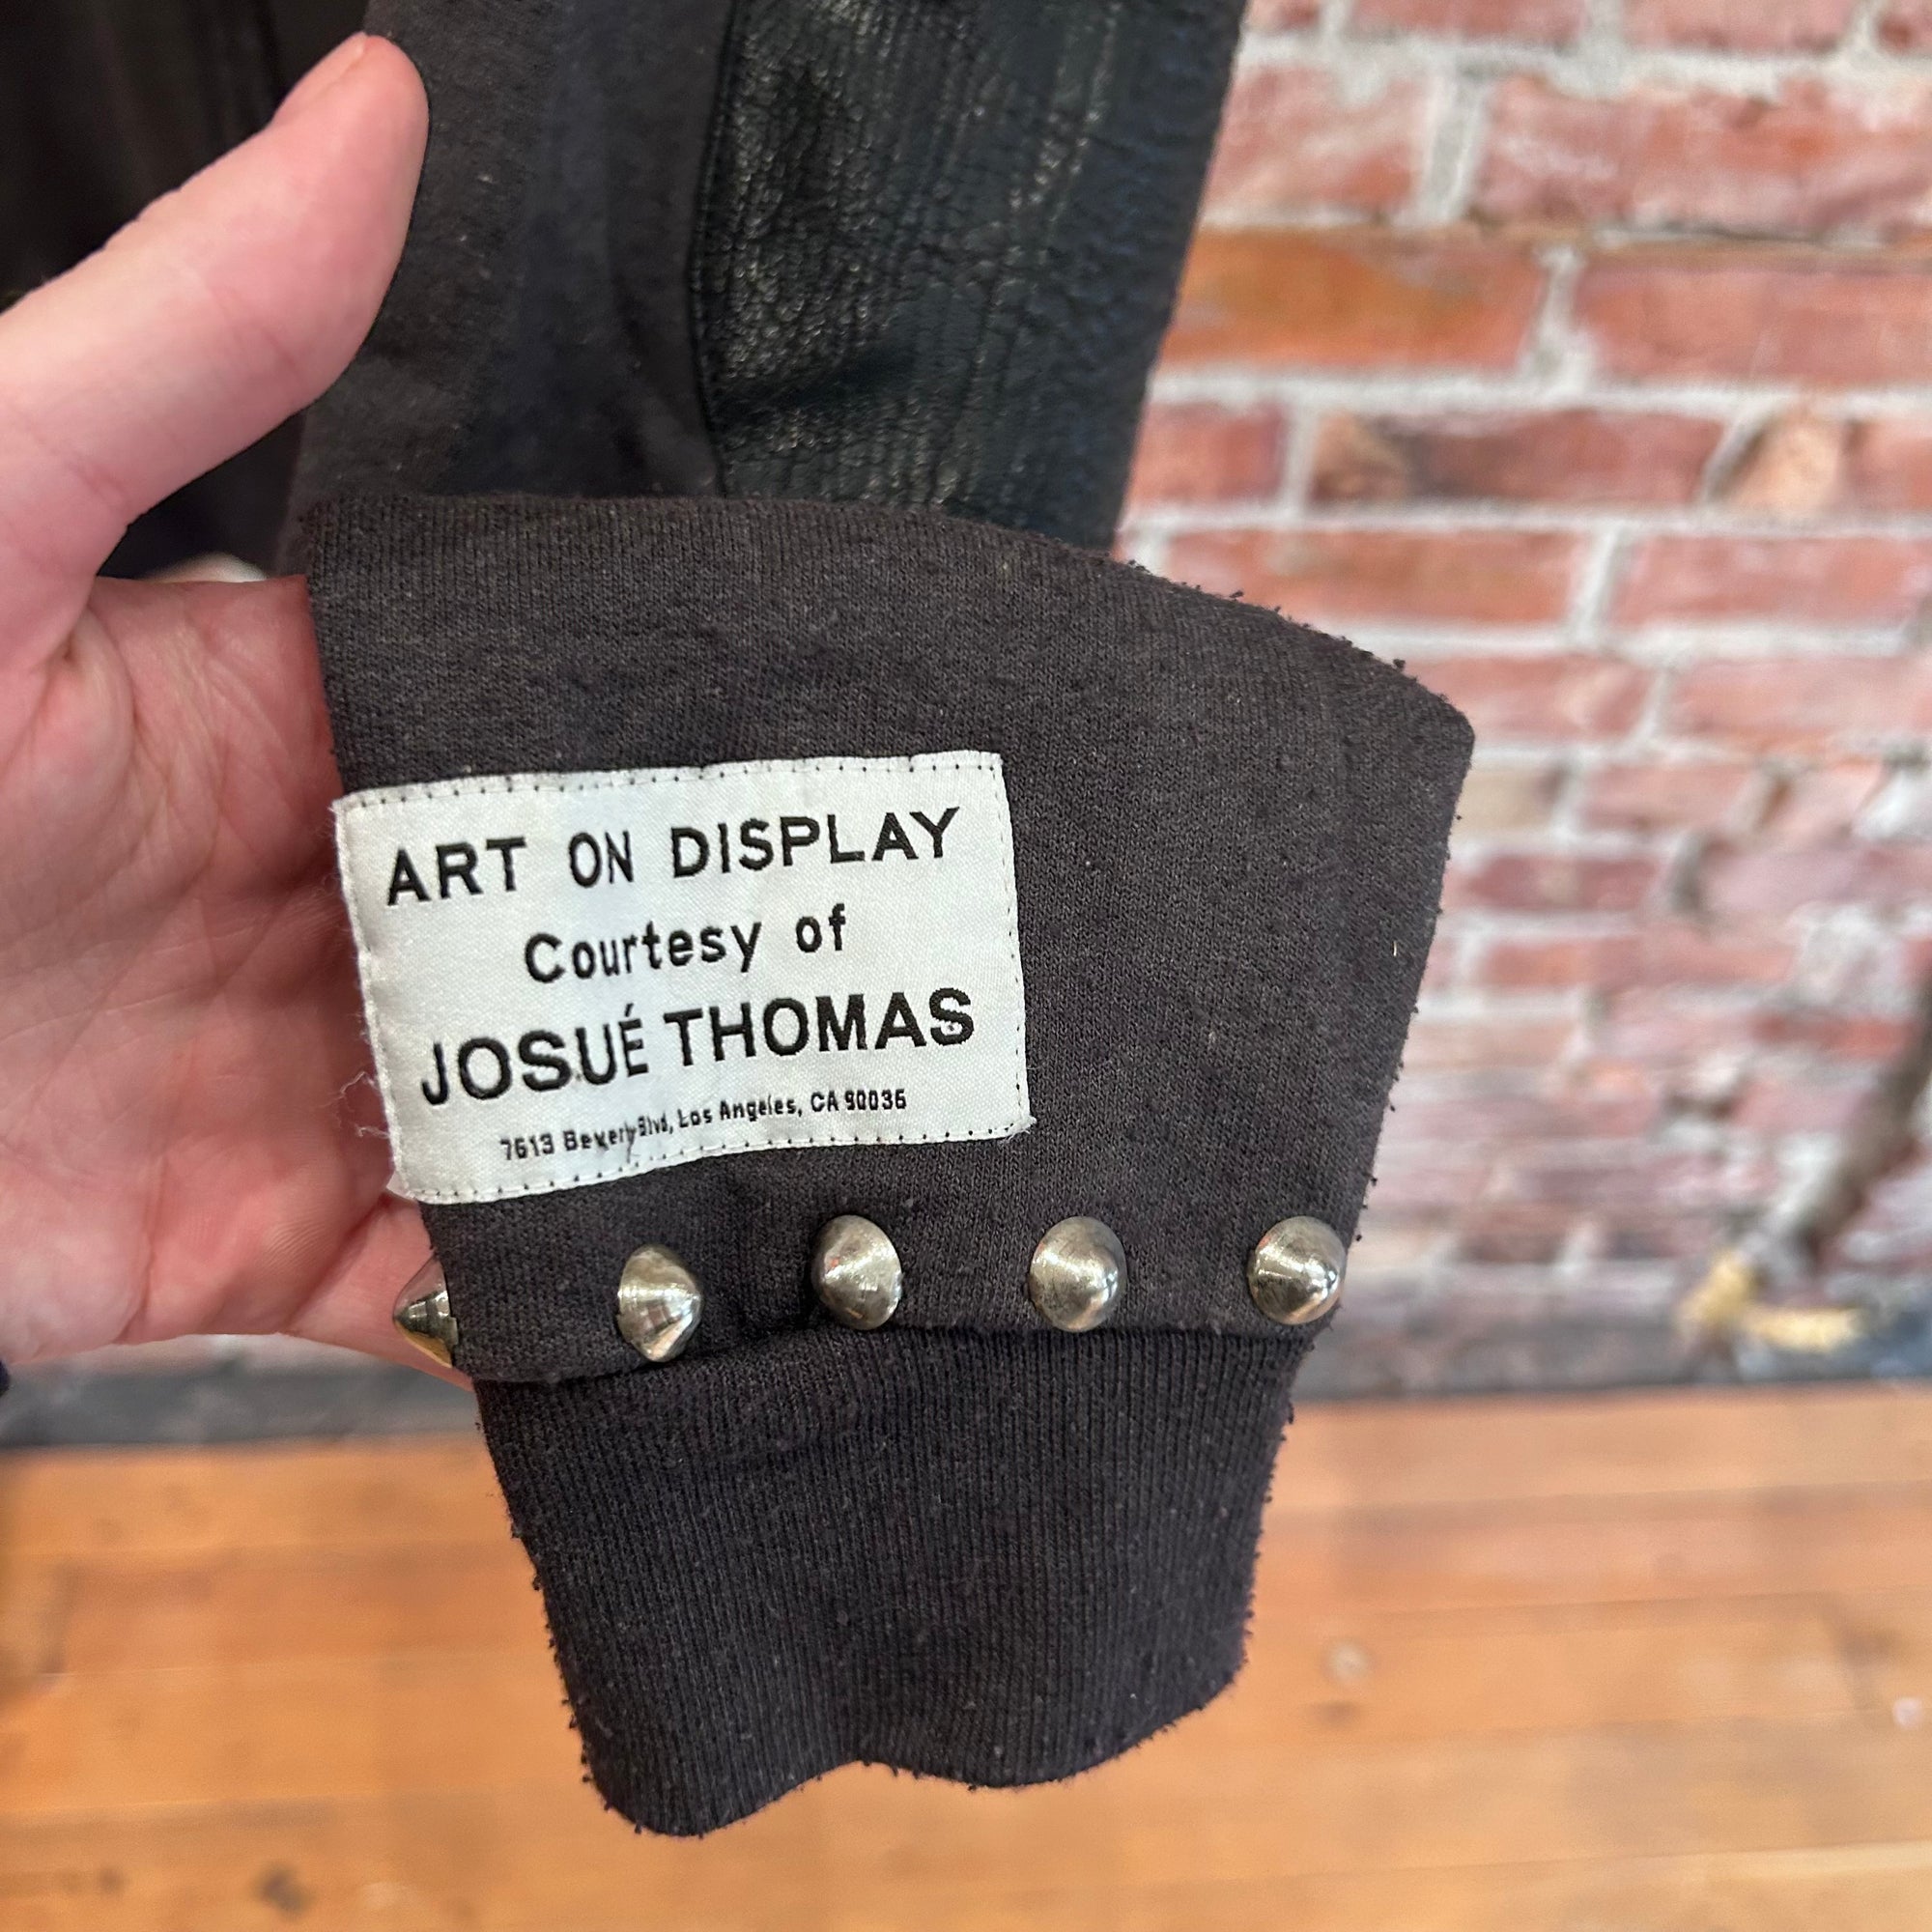 ART ON DISPLAY
Courtesy of
JOSUÉ THOMAS
7613 Beverly Blvd, Los Angeles, CA 90036